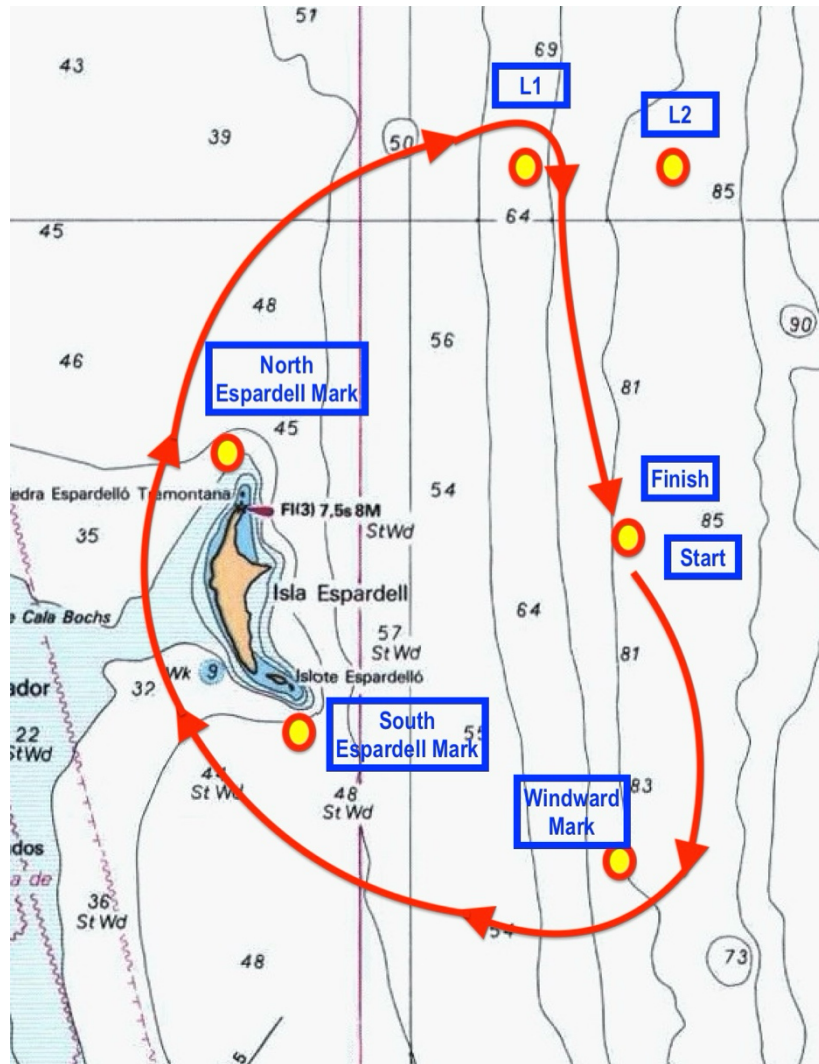 51
69
43
L1
L2
39
50
85
45
64
48
90
56
46
North
Espardell Mark
81
45
edra Espardelló Tremontana
54
Finish
Fl(3) 7,5s 8M
StWd
85
35
Start
Isla Espardell
e Cala Bochs
64
57
StWd
81
Wk
9
Islote Espardelló
32
ador
22
StWd
South
Espardell Mark
55
44
St Wd
48
St Wd
83
Windward
Mark
dos
a de
36
St Wd
54
48
73